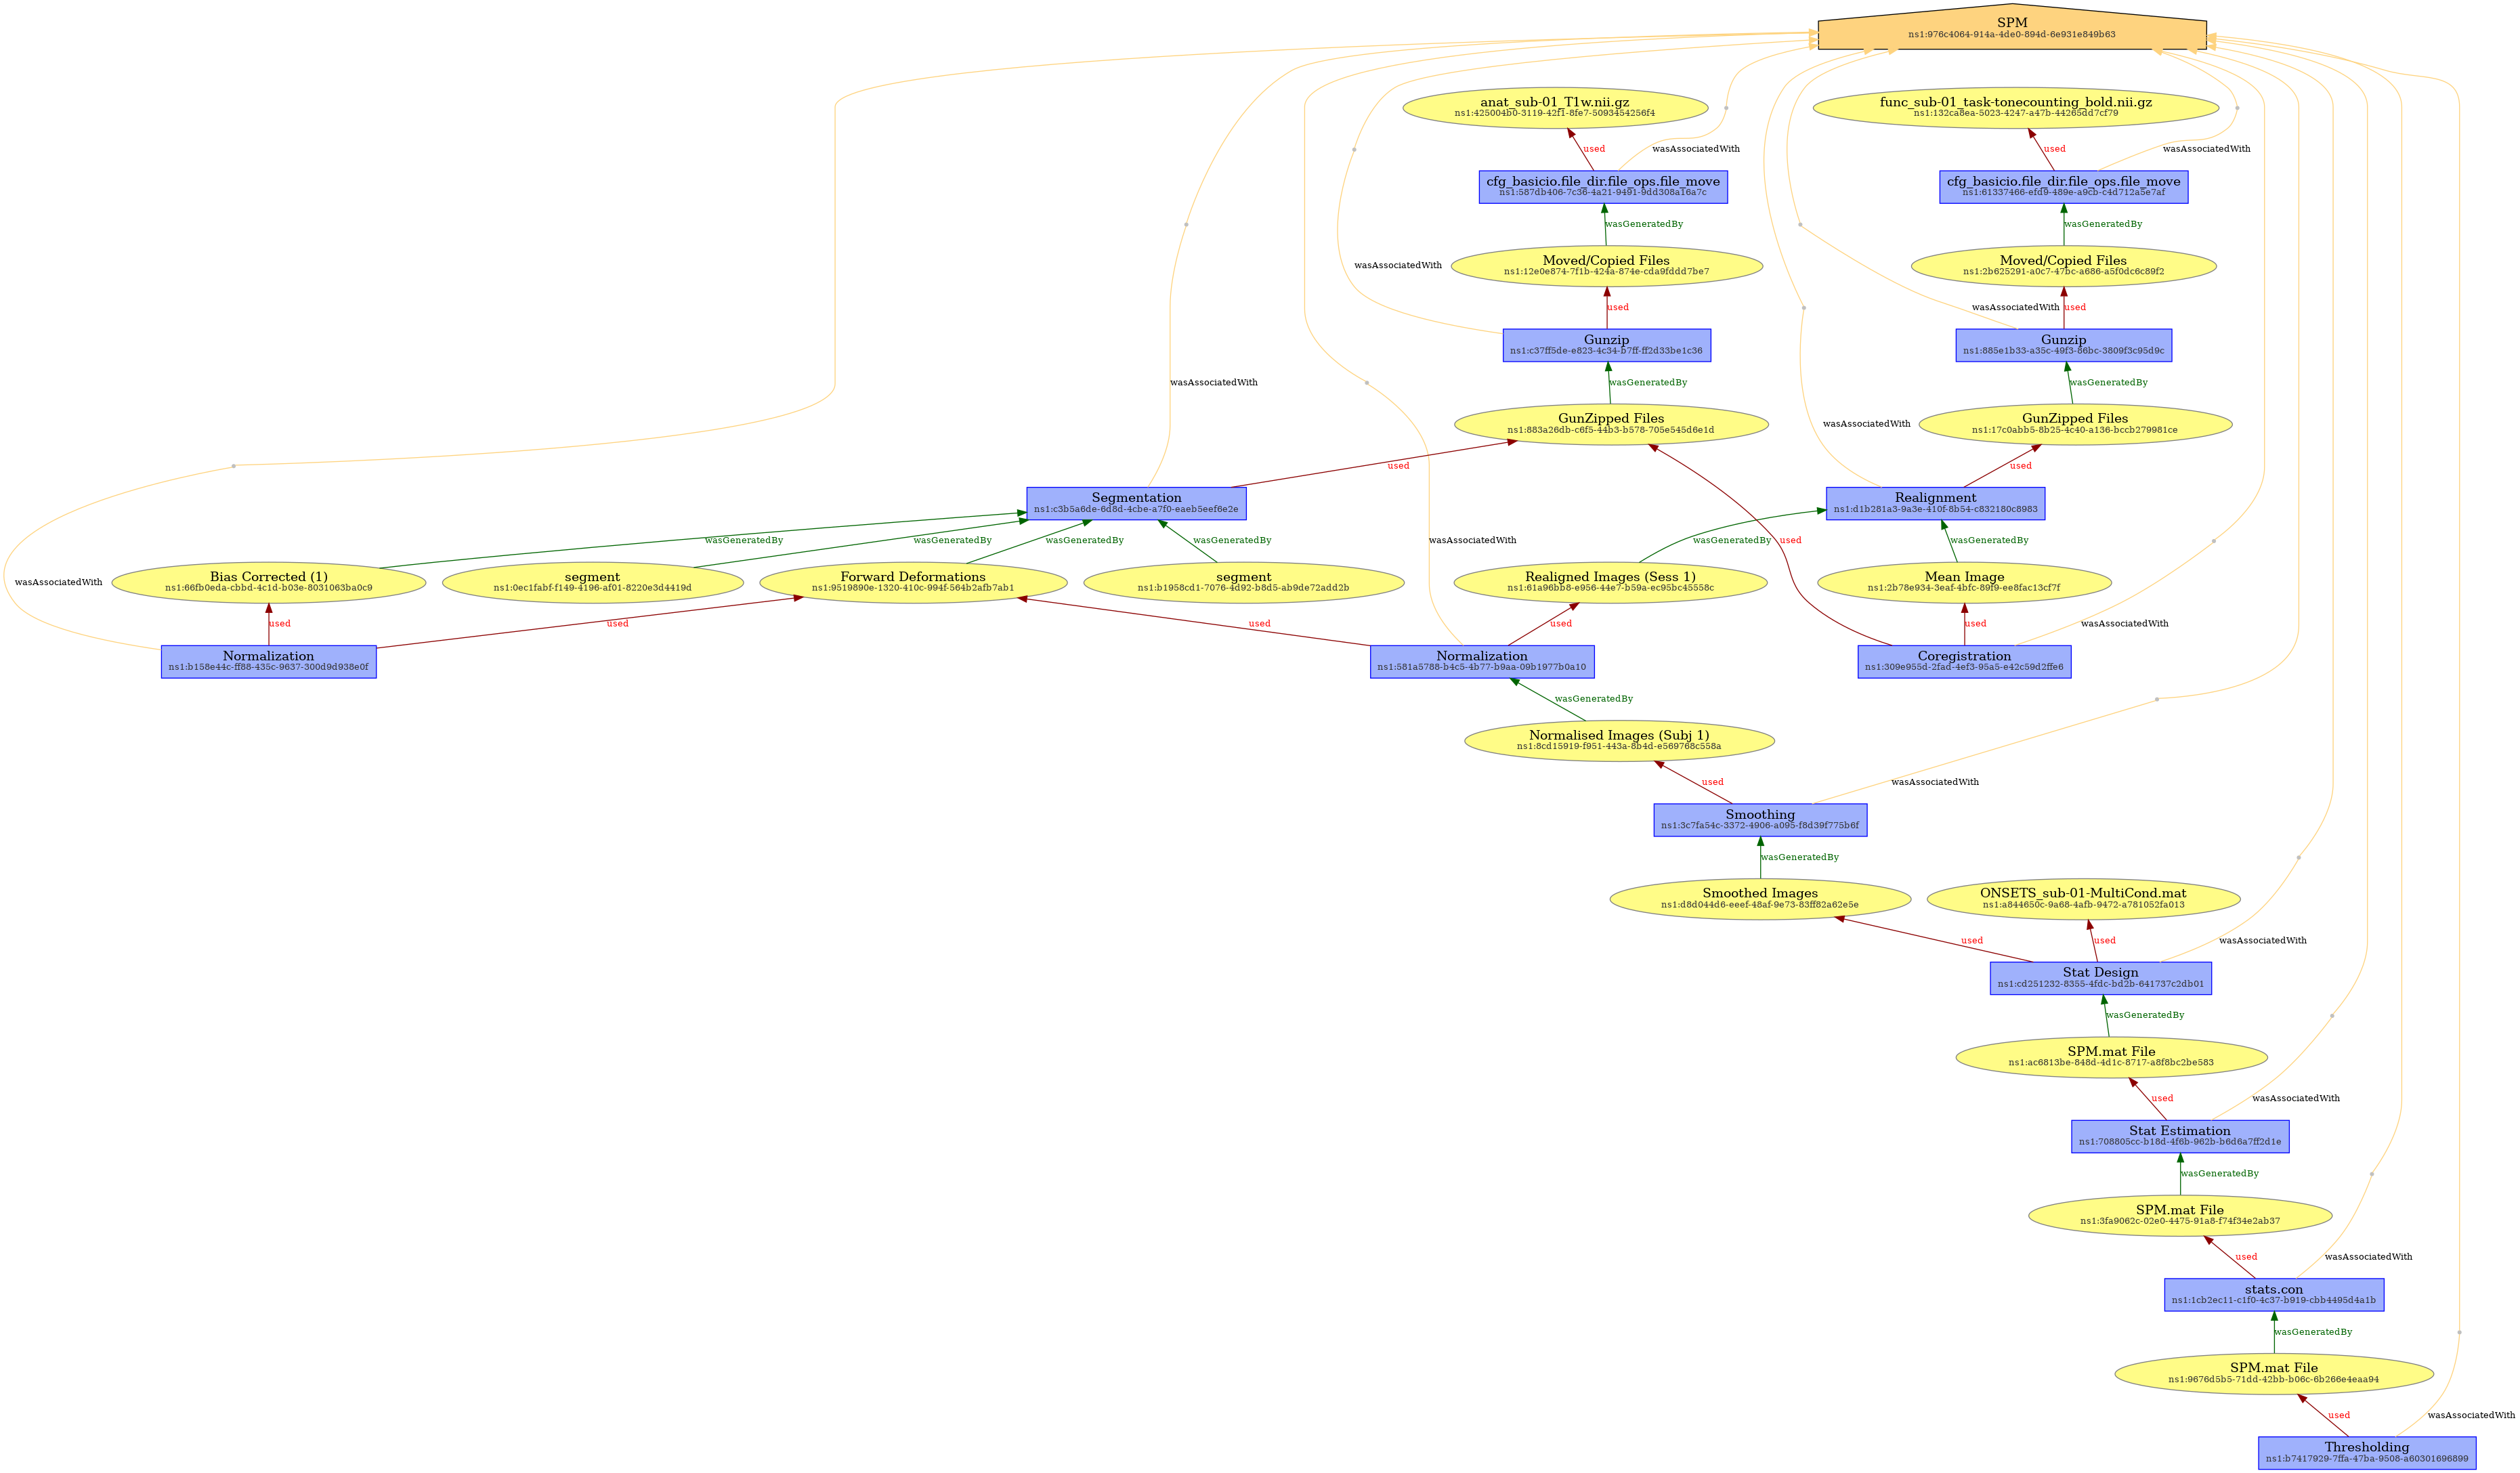 SPM
ns1:976c4064-914a-4de0-894d-6e931e849b63
anat_sub-01_T1w.nii.gz
ns1:425004b0-3119-42f1-8fe7-5093454256f4
func_sub-01_task-tonecounting_bold.nii.gz
ns1:132ca8ea-5023-4247-a47b-44265dd7cf79
used
wasAssociatedWith
used
wasAssociatedWith
cfg_basicio.file_dir.file_ops.file_move
ns1:587db406-7c36-4a21-9491-9dd308a16a7c
cfg_basicio.file_dir.file_ops.file_move
ns1:61337466-efd9-489e-a9cb-c4d712a5e7af
wasGeneratedBy
wasGeneratedBy
wasAssociatedWith
Moved/Copied Files
ns1:12e0e874-7f1b-424a-874e-cda9fddd7be7
Moved/Copied Files
ns1:2b625291-a0c7-47bc-a686-a5f0dc6c89f2
used
wasAssociatedWith
used
Gunzip
ns1:c37ff5de-e823-4c34-b7ff-ff2d33be1c36
Gunzip
ns1:885e1b33-a35c-49f3-86bc-3809f3c95d9c
wasAssociatedWith
wasGeneratedBy
wasGeneratedBy
GunZipped Files
ns1:883a26db-c6f5-44b3-b578-705e545d6e1d
wasAssociatedWith
GunZipped Files
ns1:17c0abb5-8b25-4c40-a136-bccb279981ce
used
used
Segmentation
ns1:c3b5a6de-6d8d-4cbe-a7f0-eaeb5eef6e2e
Realignment
ns1:d1b281a3-9a3e-410f-8b54-c832180c8983
wasGeneratedBy
wasGeneratedBy
wasGeneratedBy
wasGeneratedBy
wasAssociatedWith
wasGeneratedBy
used
wasGeneratedBy
wasAssociatedWith
Bias Corrected (1)
ns1:66fb0eda-cbbd-4c1d-b03e-8031063ba0c9
segment
ns1:0ec1fabf-f149-4196-af01-8220e3d4419d
Forward Deformations
ns1:9519890e-1320-410c-994f-564b2afb7ab1
segment
ns1:b1958cd1-7076-4d92-b8d5-ab9de72add2b
Realigned Images (Sess 1)
ns1:61a96bb8-e956-44e7-b59a-ec95bc45558c
Mean Image
ns1:2b78e934-3eaf-4bfc-89f9-ee8fac13cf7f
used
used
used
used
used
wasAssociatedWith
Normalization
ns1:b158e44c-ff88-435c-9637-300d9d938e0f
Normalization
ns1:581a5788-b4c5-4b77-b9aa-09b1977b0a10
Coregistration
ns1:309e955d-2fad-4ef3-95a5-e42c59d2ffe6
wasGeneratedBy
Normalised Images (Subj 1)
ns1:8cd15919-f951-443a-8b4d-e569768c558a
used
wasAssociatedWith
Smoothing
ns1:3c7fa54c-3372-4906-a095-f8d39f775b6f
wasGeneratedBy
Smoothed Images
ns1:d8d044d6-eeef-48af-9e73-83ff82a62e5e
ONSETS_sub-01-MultiCond.mat
ns1:a844650c-9a68-4afb-9472-a781052fa013
used
used
wasAssociatedWith
Stat Design
ns1:cd251232-8355-4fdc-bd2b-641737c2db01
wasGeneratedBy
SPM.mat File
ns1:ac6813be-848d-4d1c-8717-a8f8bc2be583
used
wasAssociatedWith
Stat Estimation
ns1:708805cc-b18d-4f6b-962b-b6d6a7ff2d1e
wasGeneratedBy
SPM.mat File
ns1:3fa9062c-02e0-4475-91a8-f74f34e2ab37
used
wasAssociatedWith
stats.con
ns1:1cb2ec11-c1f0-4c37-b919-cbb4495d4a1b
wasGeneratedBy
SPM.mat File
ns1:9676d5b5-71dd-42bb-b06c-6b266e4eaa94
used
wasAssociatedWith
Thresholding
ns1:b7417929-7ffa-47ba-9508-a60301696899